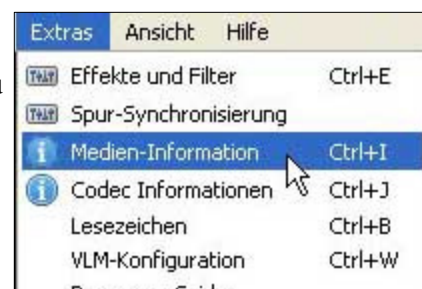 Extras Ansicht Hilfe
Effekte und Filter Ctrl+E
Spur-Synchronisierung
Medien-Information Ctrl+I
Codec Informationen Ctrl+J
Lesezeichen Ctrl+B
VLM-Konfiguration Ctrl+W